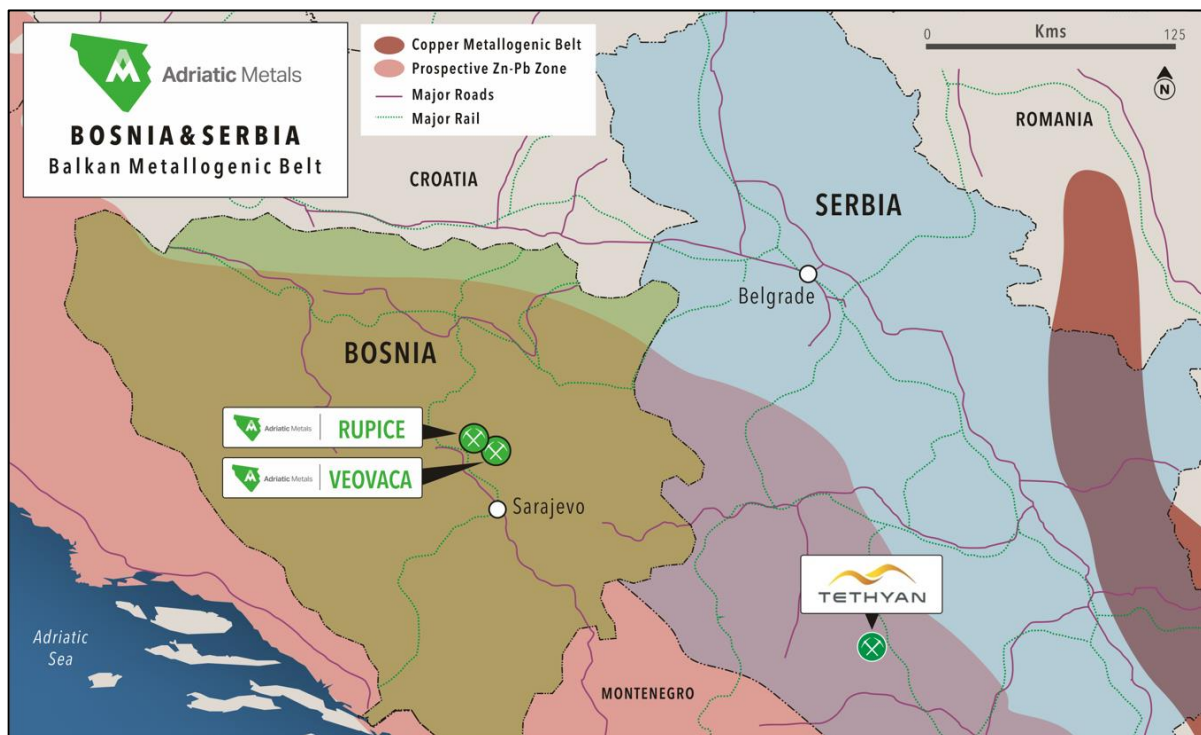 Adriatic Metals
BOSNIA & SERBIA
Balkan Metallogenic Belt
Copper Metallogenic Belt
Prospective Zn-Pb Zone
Major Roads
Major Rail
0 Kms 125
N
ROMANIA
CROATIA
SERBIA
Belgrade
BOSNIA
Adriatic Metals RUPICE
Adriatic Metals VEOVACA
Sarajevo
TETHYAN
Adriatic
Sea
MONTENEGRO